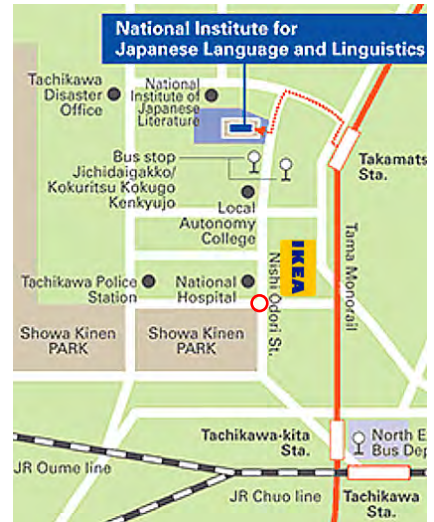 National Institute for
Japanese Language and Linguistics
Tachikawa
Disaster
Office
National
Institute of
Japanese
Literature
Bus stop
Jichidaigakko/
Kokuritsu Kokugo
Kenkyujo
Takamats
Sta.
Local
Autonomy
College
IKEA
Tama Monorail
Nishi Odori St.
Tachikawa Police
Station
National
Hospital
Showa Kinen
PARK
Showa Kinen
PARK
Tachikawa-kita
Sta.
North E
Bus Dep
JR Oume line
JR Chuo line
Tachikawa
Sta.